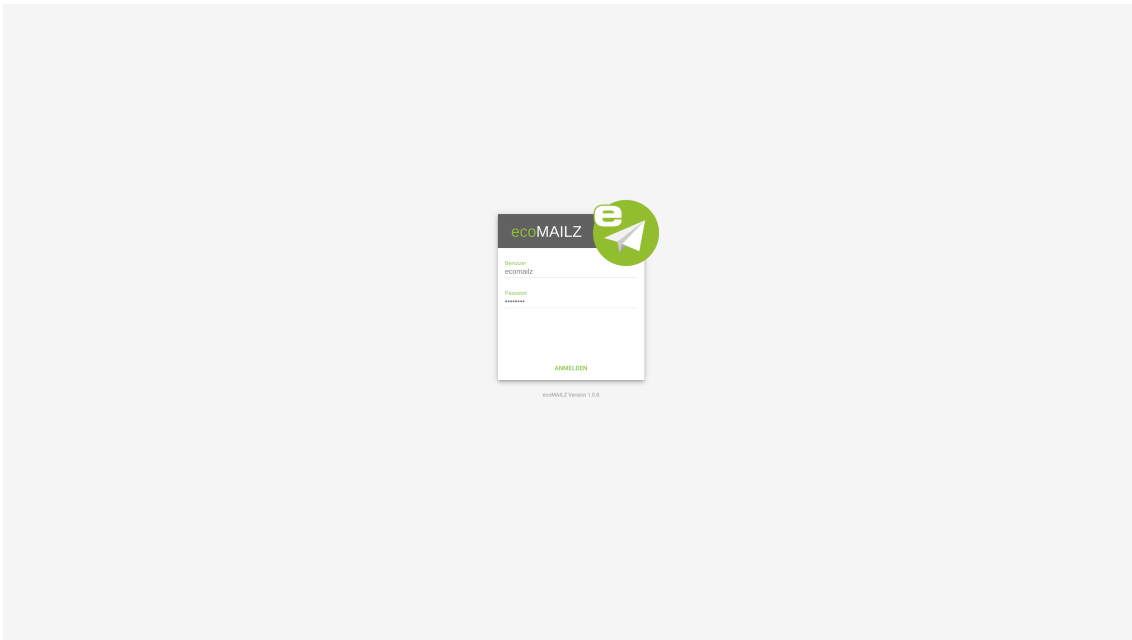 ecoMAILZ
e
Benutzer
ecomailz
Passwort
••••••••
ANMELDEN
ecoMAILZ Version 1.0.8